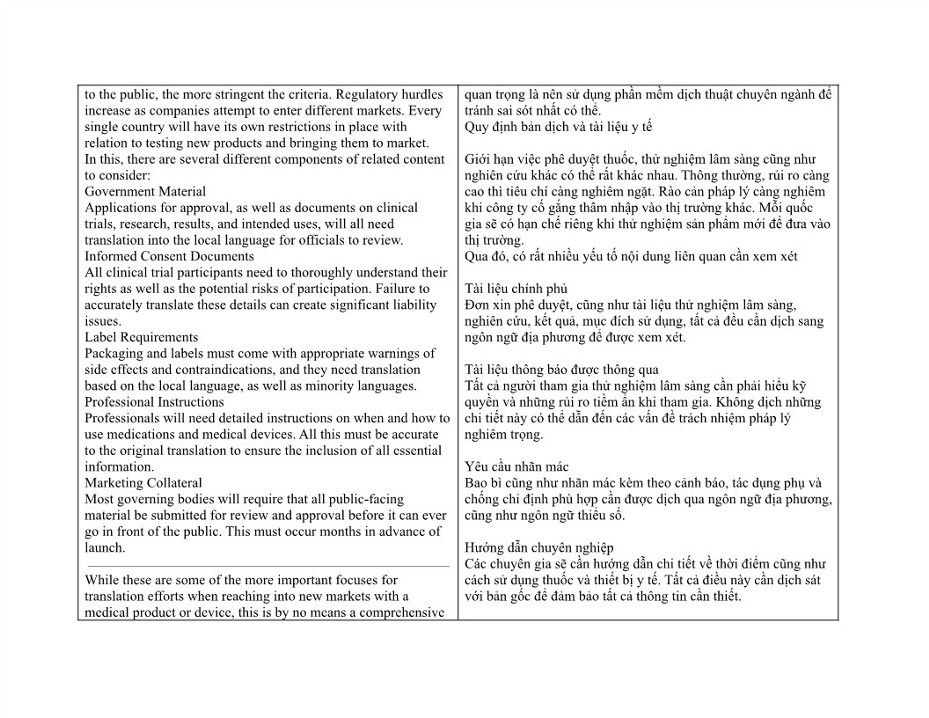 to the public, the more stringent the criteria. Regulatory hurdles
increase as companies attempt to enter different markets. Every
single country will have its own restrictions in place with
relation to testing new products and bringing them to market.
In this, there are several different components of related content
to consider:
Government Material
Applications for approval, as well as documents on clinical
trials, research, results, and intended uses, will all need
translation into the local language for officials to review.
Informed Consent Documents
All clinical trial participants need to thoroughly understand their
rights as well as the potential risks of participation. Failure to
accurately translate these details can create significant liability
issues.
Label Requirements
Packaging and labels must come with appropriate warnings of
side effects and contraindications, and they need translation
based on the local language, as well as minority languages.
Professional Instructions
Professionals will need detailed instructions on when and how to
use medications and medical devices. All this must be accurate
to the original translation to ensure the inclusion of all essential
information.
Marketing Collateral
Most governing bodies will require that all public-facing
material be submitted for review and approval before it can ever
go in front of the public. This must occur months in advance of
launch.
While these are some of the more important focuses for
translation efforts when reaching into new markets with a
medical product or device, this is by no means a comprehensive
quan trọng là nên sử dụng phần mềm dịch thuật chuyên ngành để
tránh sai sót nhất có thể.
Quy định bản dịch và tài liệu y tế
Giới hạn việc phê duyệt thuốc, thử nghiệm lâm sàng cũng như
nghiên cứu khác có thể rất khác nhau. Thông thường, rủi ro càng
cao thì tiêu chí càng nghiêm ngặt. Rào cản pháp lý càng nghiêm
khi công ty cố gắng thâm nhập vào thị trường khác. Mỗi quốc
gia sẽ có hạn chế riêng khi thử nghiệm sản phẩm mới để đưa vào
thị trường.
Qua đó, có rất nhiều yếu tố nội dung liên quan cần xem xét
Tài liệu chính phủ
Đơn xin phê duyệt, cũng như tài liệu thử nghiệm lâm sàng,
nghiên cứu, kết quả, mục đích sử dụng, tất cả đều cần dịch sang
ngôn ngữ địa phương để được xem xét.
Tài liệu thông báo được thông qua
Tất cả người tham gia thử nghiệm lâm sàng cần phải hiểu kỹ
quyền và những rủi ro tiềm ẩn khi tham gia. Không dịch những
chi tiết này có thể dẫn đến các vấn đề trách nhiệm pháp lý
nghiêm trọng.
Yêu cầu nhãn mác
Bao bì cũng như nhãn mác kèm theo cảnh báo, tác dụng phụ và
chống chỉ định phù hợp cần được dịch qua ngôn ngữ địa phương,
cũng như ngôn ngữ thiểu số.
Hướng dẫn chuyên nghiệp
Các chuyên gia sẽ cần hướng dẫn chi tiết về thời điểm cũng như
cách sử dụng thuốc và thiết bị y tế. Tất cả điều này cần dịch sát
với bản gốc để đảm bảo tất cả thông tin cần thiết.